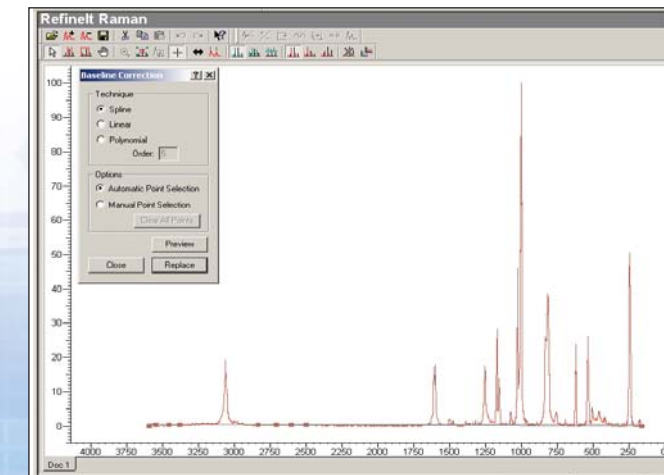 RefineIt Raman
Baseline Correction
Technique
Spline
Linear
Polynomial
Order: 5
Options
Automatic Point Selection
Manual Point Selection
Clear All Points
Preview
Close Replace
100
90
80
70
60
50
40
30
20
10
0
4000 3750 3500 3250 3000 2750 2500 2250 2000 1750 1500 1250 1000 750 500 250
Doc 1